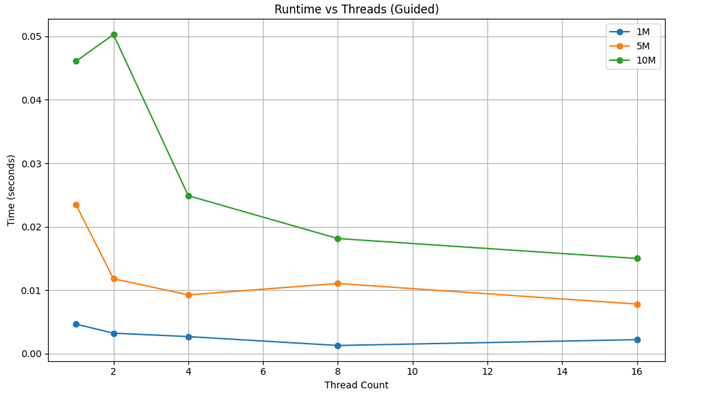 Runtime vs Threads (Guided)
1M
5M
10M
Time (seconds)
0.05
0.04
0.03
0.02
0.01
0.00
2 4 6 8 10 12 14 16
Thread Count